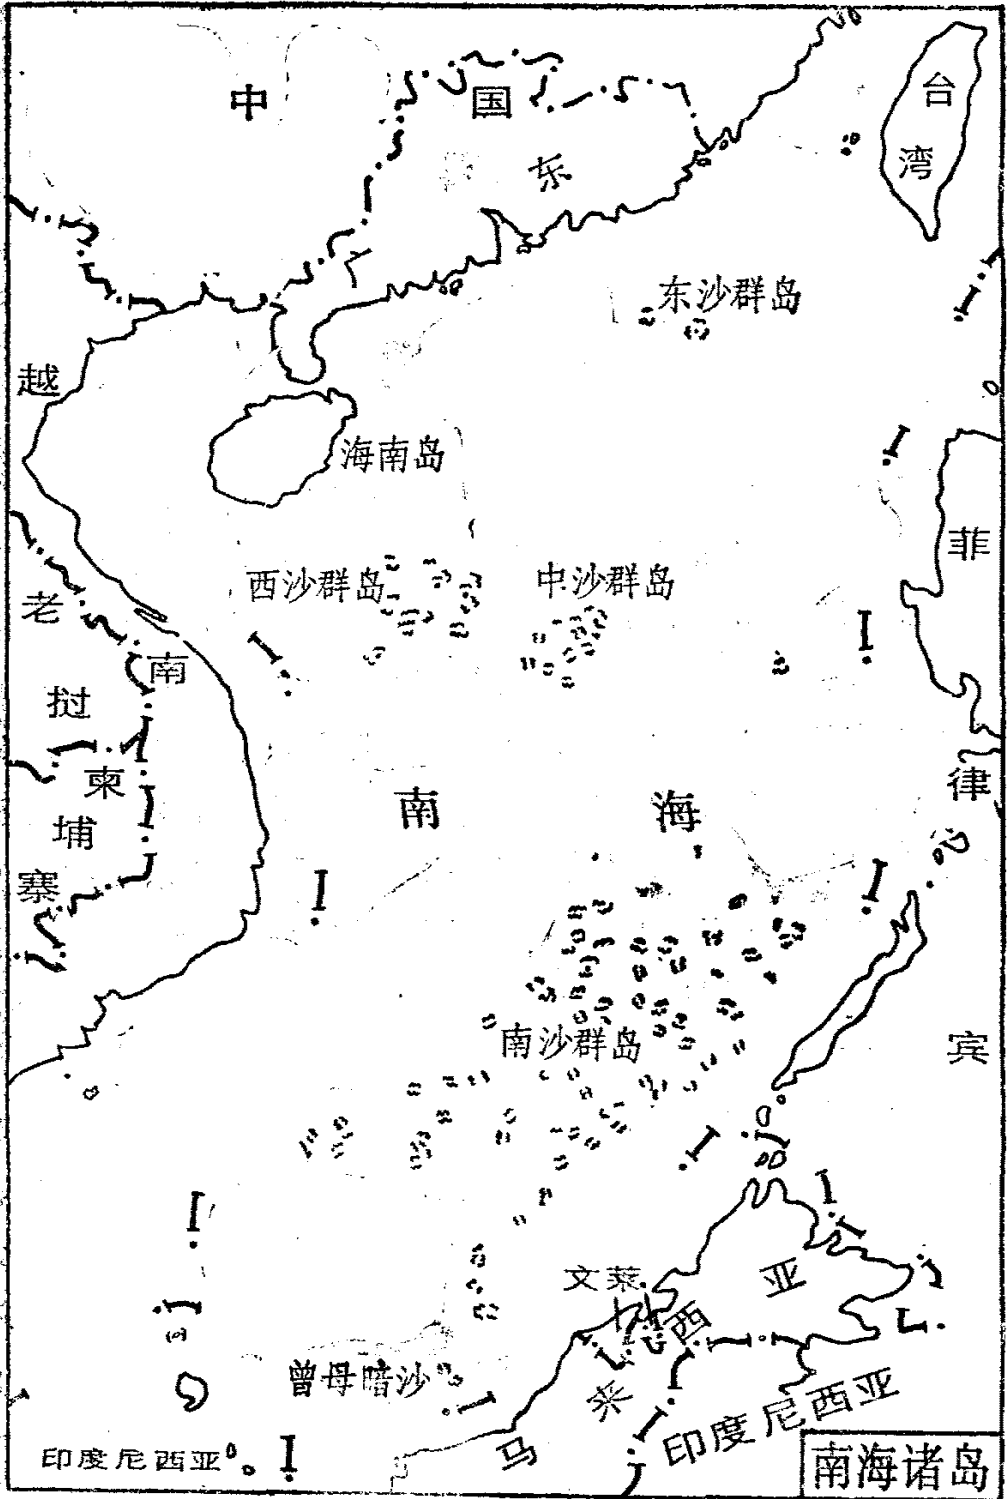 中国
台湾
广东
东沙群岛
越南
海南岛
西沙群岛
中沙群岛
老挝
柬埔寨
菲律宾
南海
南沙群岛
文莱
马来西亚
曾母暗沙
印度尼西亚
印度尼西亚
南海诸岛